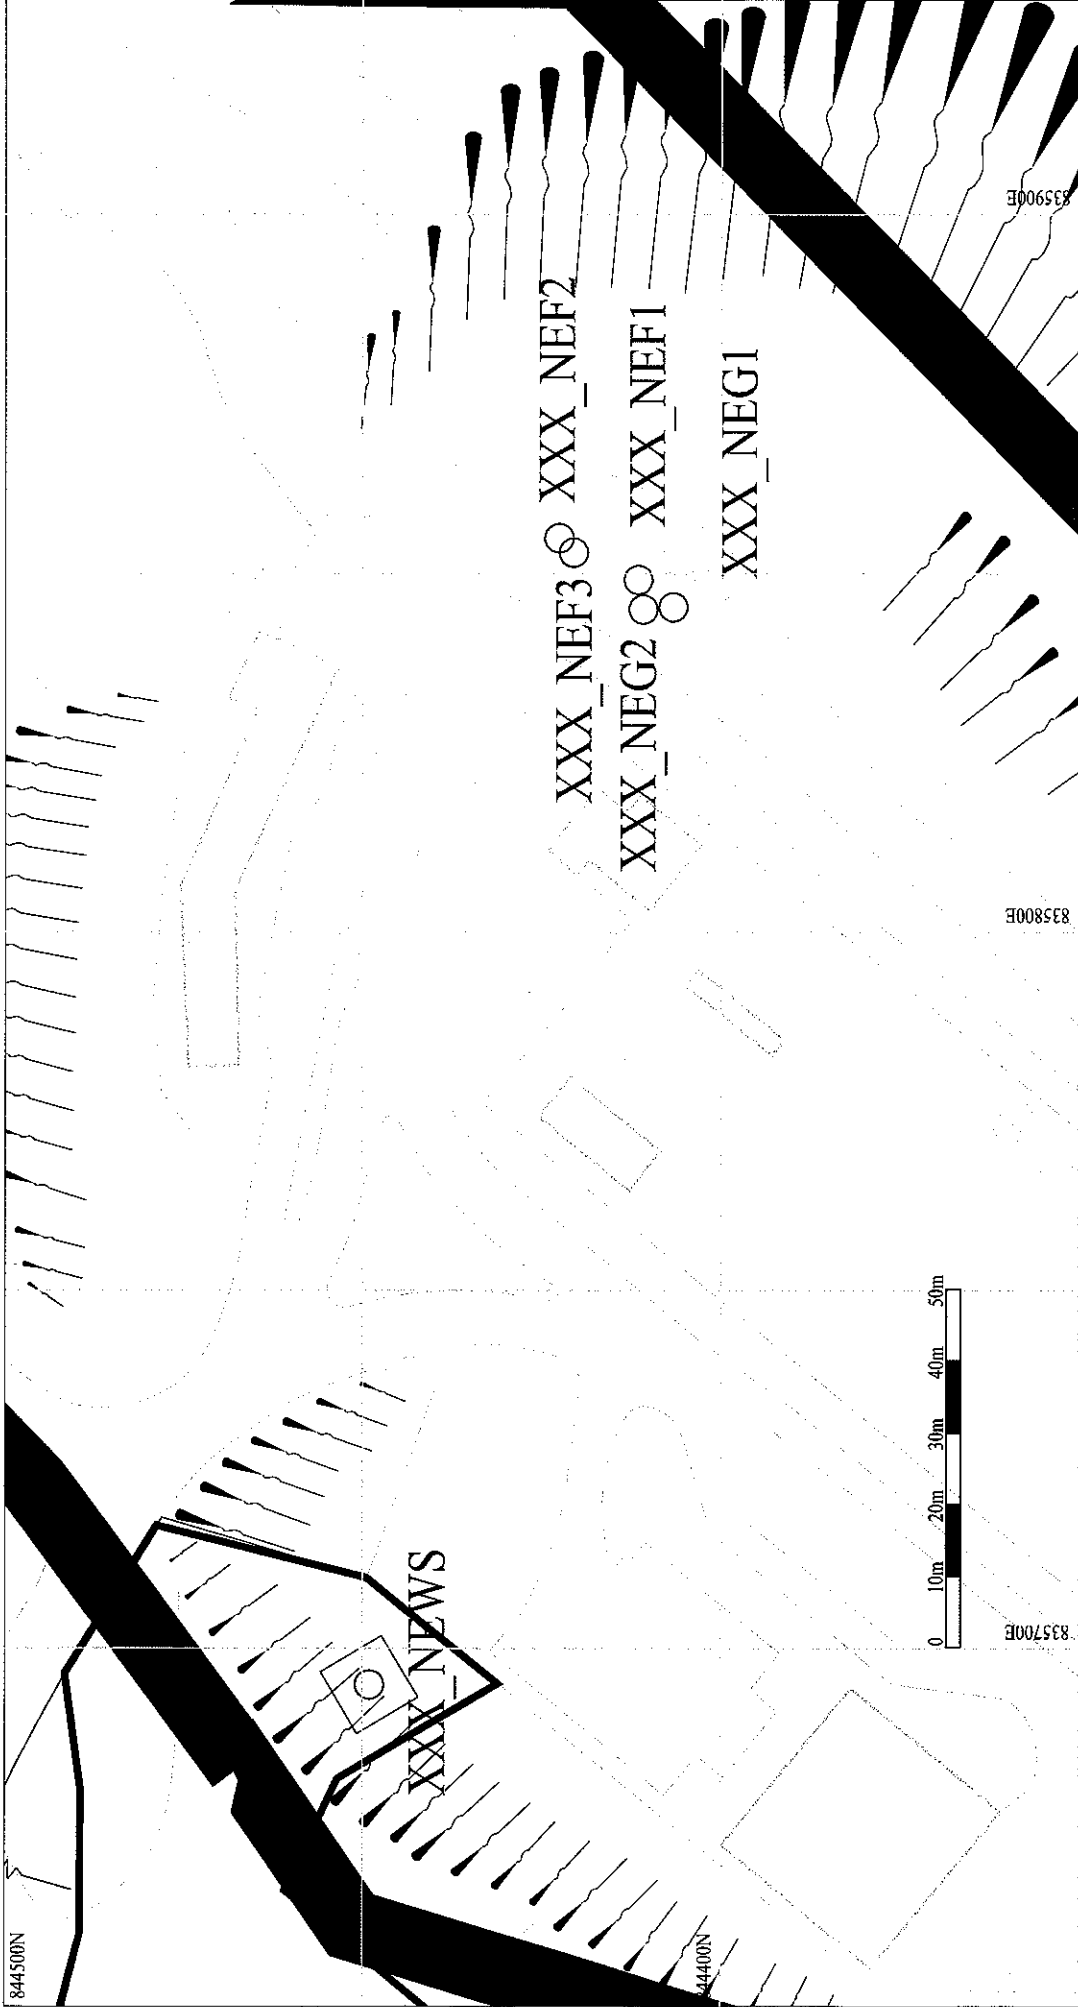 844500N
XXX_NEWS
XXX_NEF3
XXX_NEF2
XXX_NEG2
XXX_NEF1
XXX_NEG1
844400N
0 10m 20m 30m 40m 50m
835700E
835800E
835900E